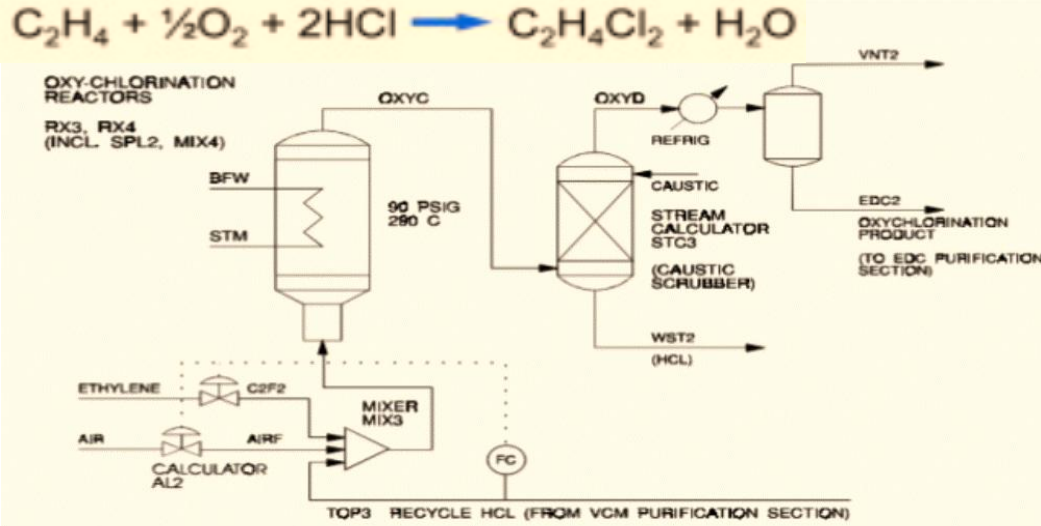 C₂H₄ + ½O₂ + 2HCl → C₂H₄Cl₂ + H₂O
OXY-CHLORINATION
REACTORS
RX3, RX4
(INCL. SPL2, MIX4)
OXYC
OXYD
VNT2
REFRIG
BFW
STM
90 PSIG
290 C
CAUSTIC
STREAM
CALCULATOR
STC3
(CAUSTIC
SCRUBBER)
EDC2
OXYCHLORINATION
PRODUCT
(TO EDC PURIFICATION
SECTION)
WST2
(HCL)
ETHYLENE
C2F2
MIXER
MIX3
AIR
AIRF
CALCULATOR
AL2
FC
TOP3 RECYCLE HCL (FROM VCM PURIFICATION SECTION)